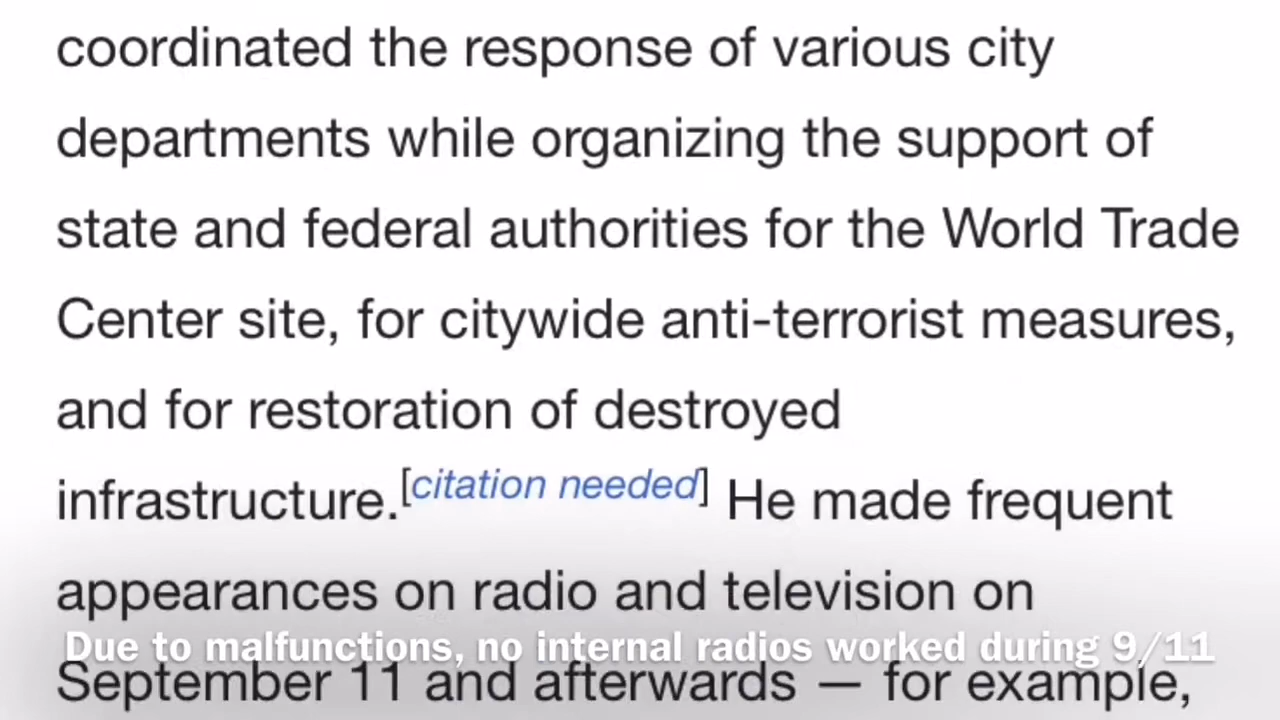 coordinated the response of various city
departments while organizing the support of
state and federal authorities for the World Trade
Center site, for citywide anti-terrorist measures,
and for restoration of destroyed
infrastructure.[citation needed] He made frequent
appearances on radio and television on
Due to malfunctions, no internal radios worked during 9/11
September 11 and afterwards — for example,